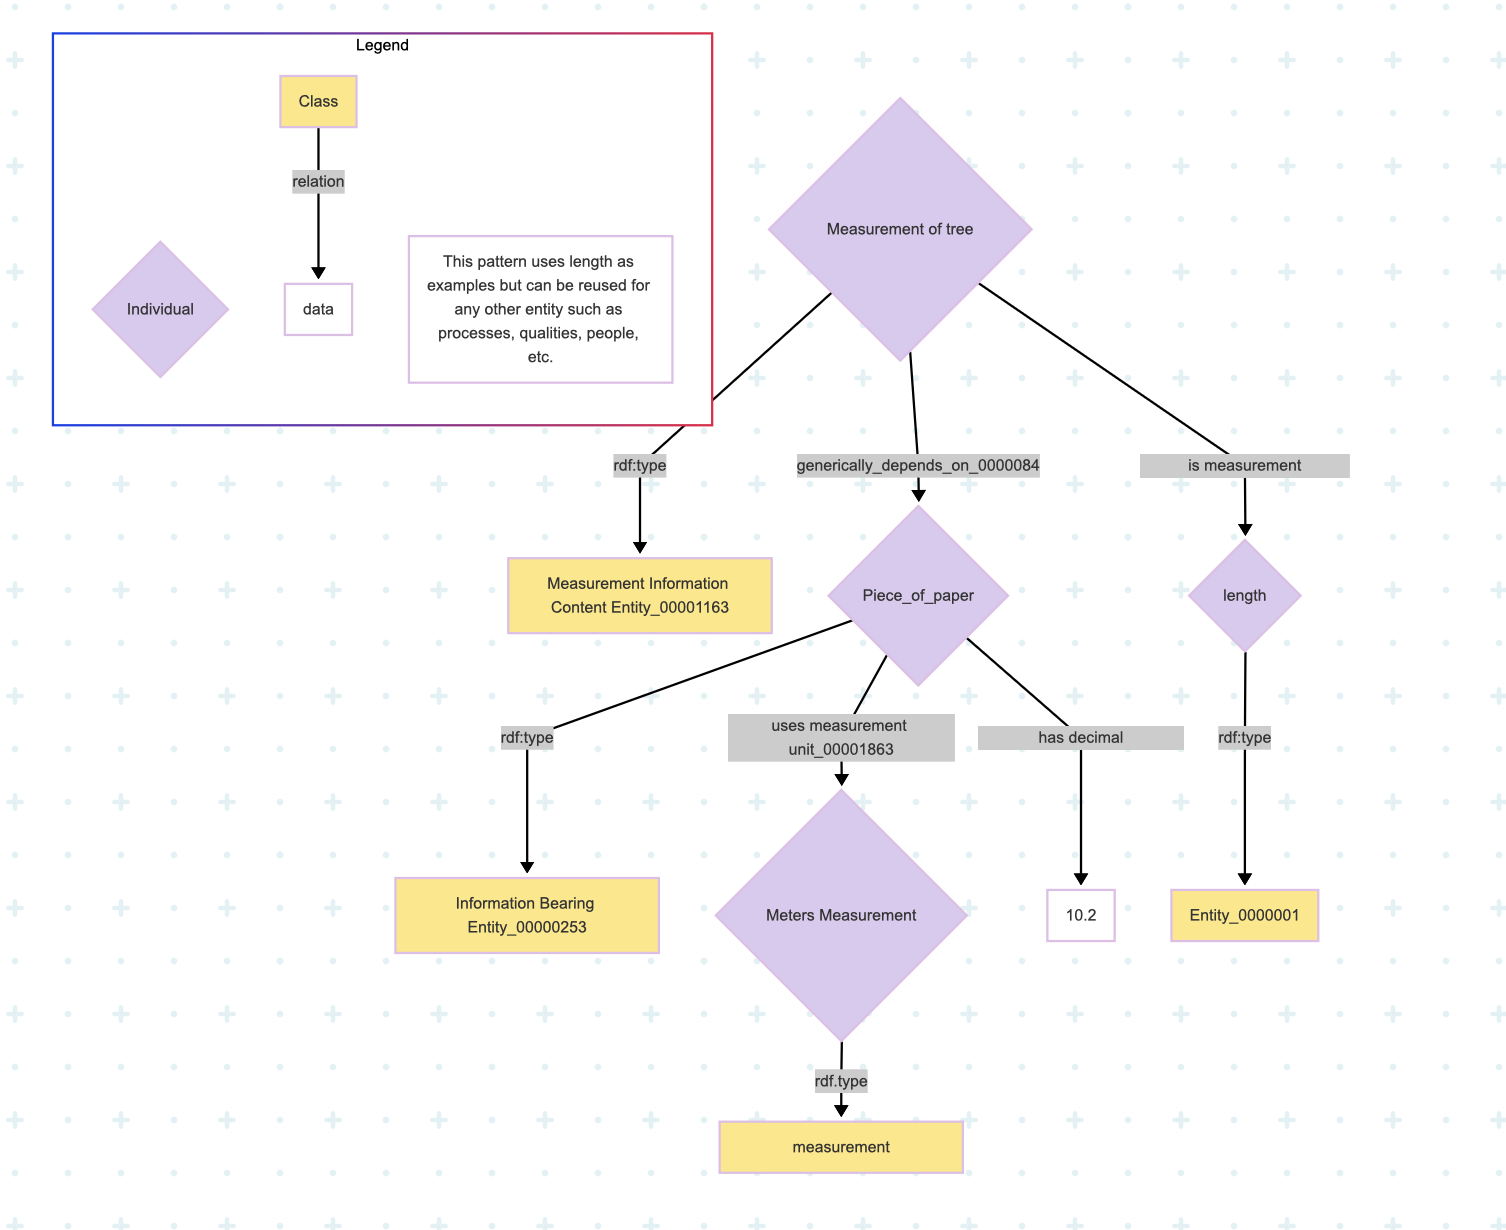 Legend
Class
relation
Individual
data
This pattern uses length as
examples but can be reused for
any other entity such as
processes, qualities, people,
etc.
Measurement of tree
rdf:type
generically_depends_on_0000084
is measurement
Measurement Information
Content Entity_00001163
Piece_of_paper
length
rdf:type
uses measurement
unit_00001863
has decimal
rdf:type
Information Bearing
Entity_00000253
Meters Measurement
10.2
Entity_0000001
rdf.type
measurement